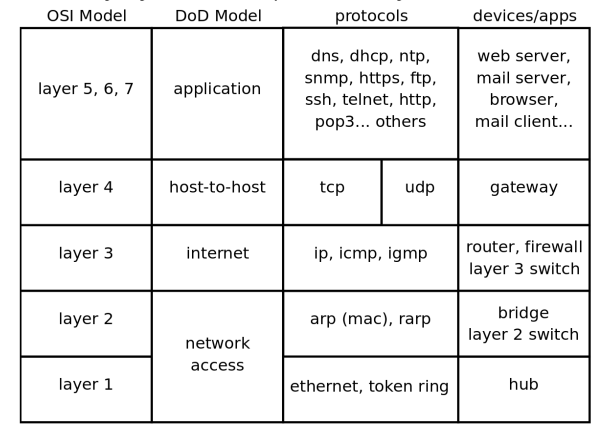 OSI Model DoD Model protocols devices/apps
layer 5, 6, 7
application
dns, dhcp, ntp,
snmp, https, ftp,
ssh, telnet, http,
pop3... others
web server,
mail server,
browser,
mail client...
layer 4
host-to-host
tcp
udp
gateway
layer 3
internet
ip, icmp, igmp
router, firewall
layer 3 switch
layer 2
network
access
arp (mac), rarp
bridge
layer 2 switch
layer 1
ethernet, token ring
hub